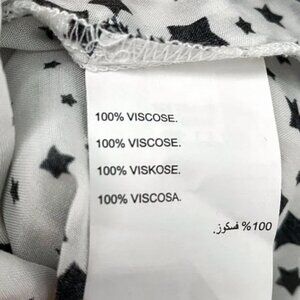 100% VISCOSE.
100% VISCOSE.
100% VISKOSE.
100% VISCOSA.
100% فسكوز.